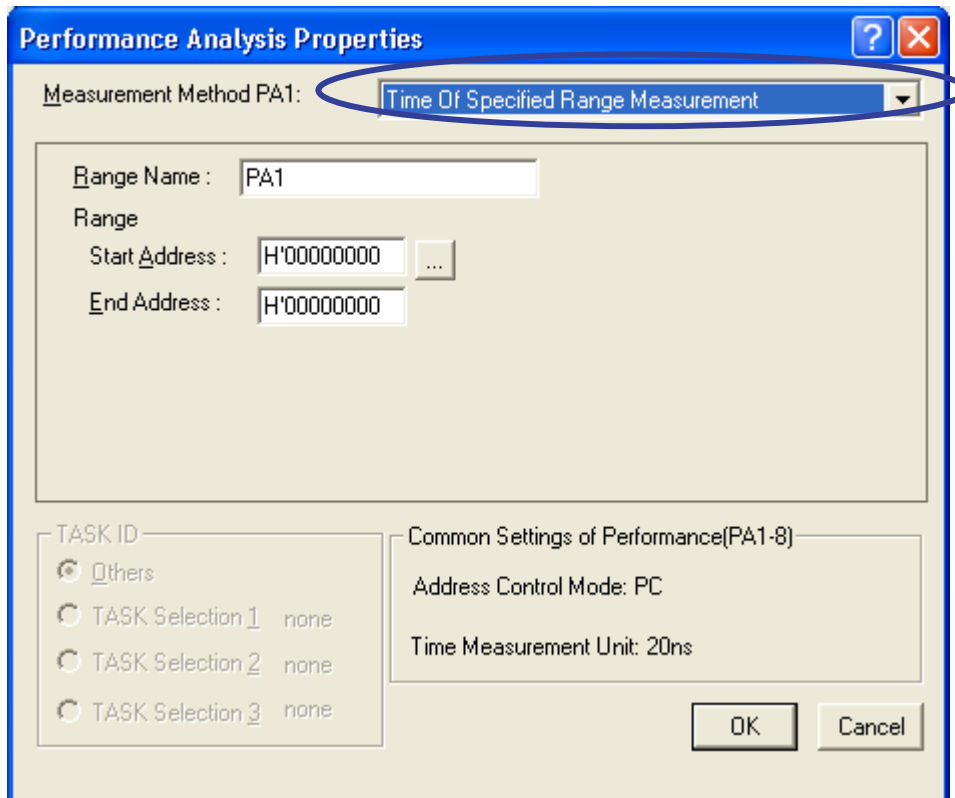 Performance Analysis Properties
Measurement Method PA1:
Time Of Specified Range Measurement
Range Name :
PA1
Range
Start Address :
H'00000000
...
End Address :
H'00000000
TASK ID
Others
TASK Selection 1 none
TASK Selection 2 none
TASK Selection 3 none
Common Settings of Performance(PA1-8)
Address Control Mode: PC
Time Measurement Unit: 20ns
OK
Cancel